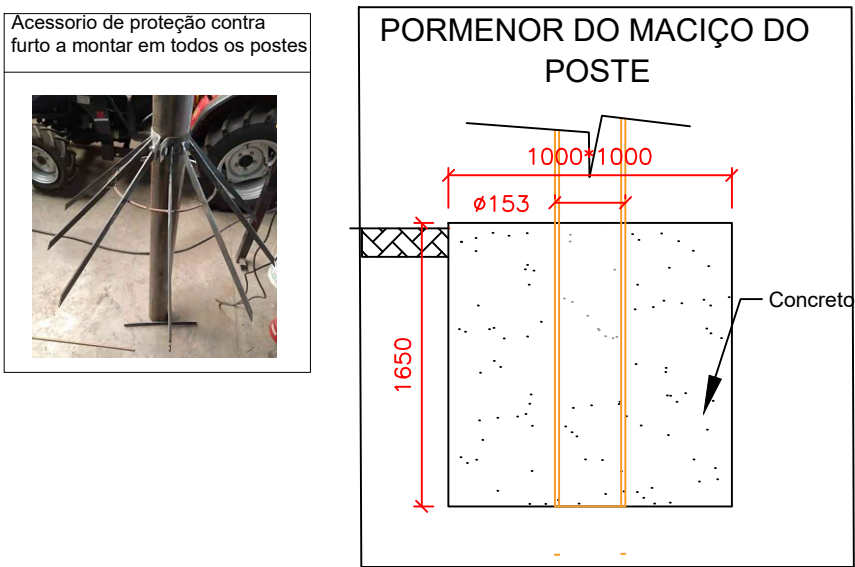 Acessorio de proteção contra
furto a montar em todos os postes
PORMENOR DO MACIÇO DO
POSTE
1000*1000
ø153
1650
Concreto